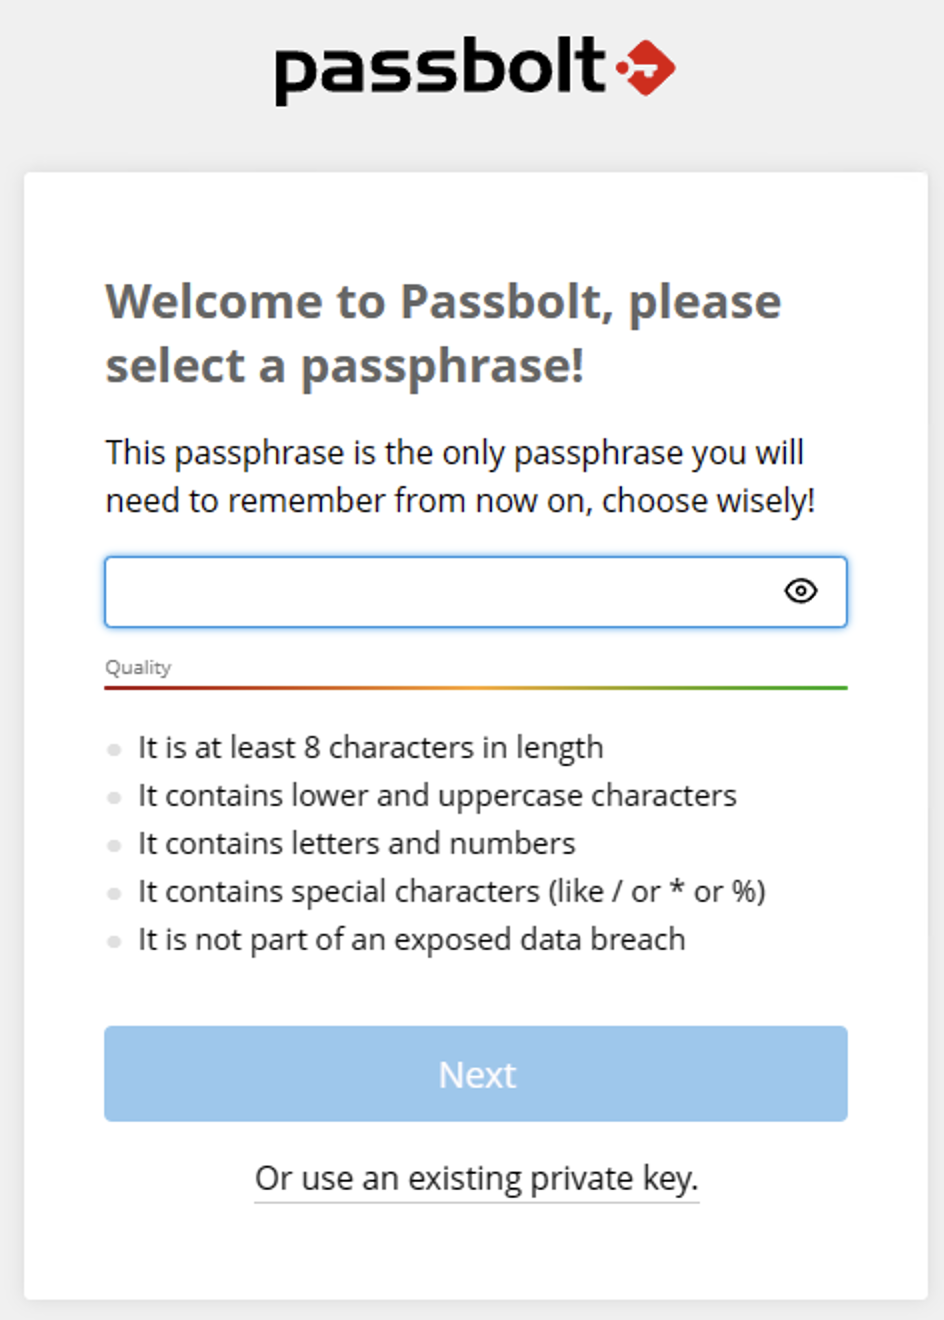 passbolt
Welcome to Passbolt, please
select a passphrase!
This passphrase is the only passphrase you will
need to remember from now on, choose wisely!
Quality
It is at least 8 characters in length
It contains lower and uppercase characters
It contains letters and numbers
It contains special characters (like / or * or %)
It is not part of an exposed data breach
Next
Or use an existing private key.